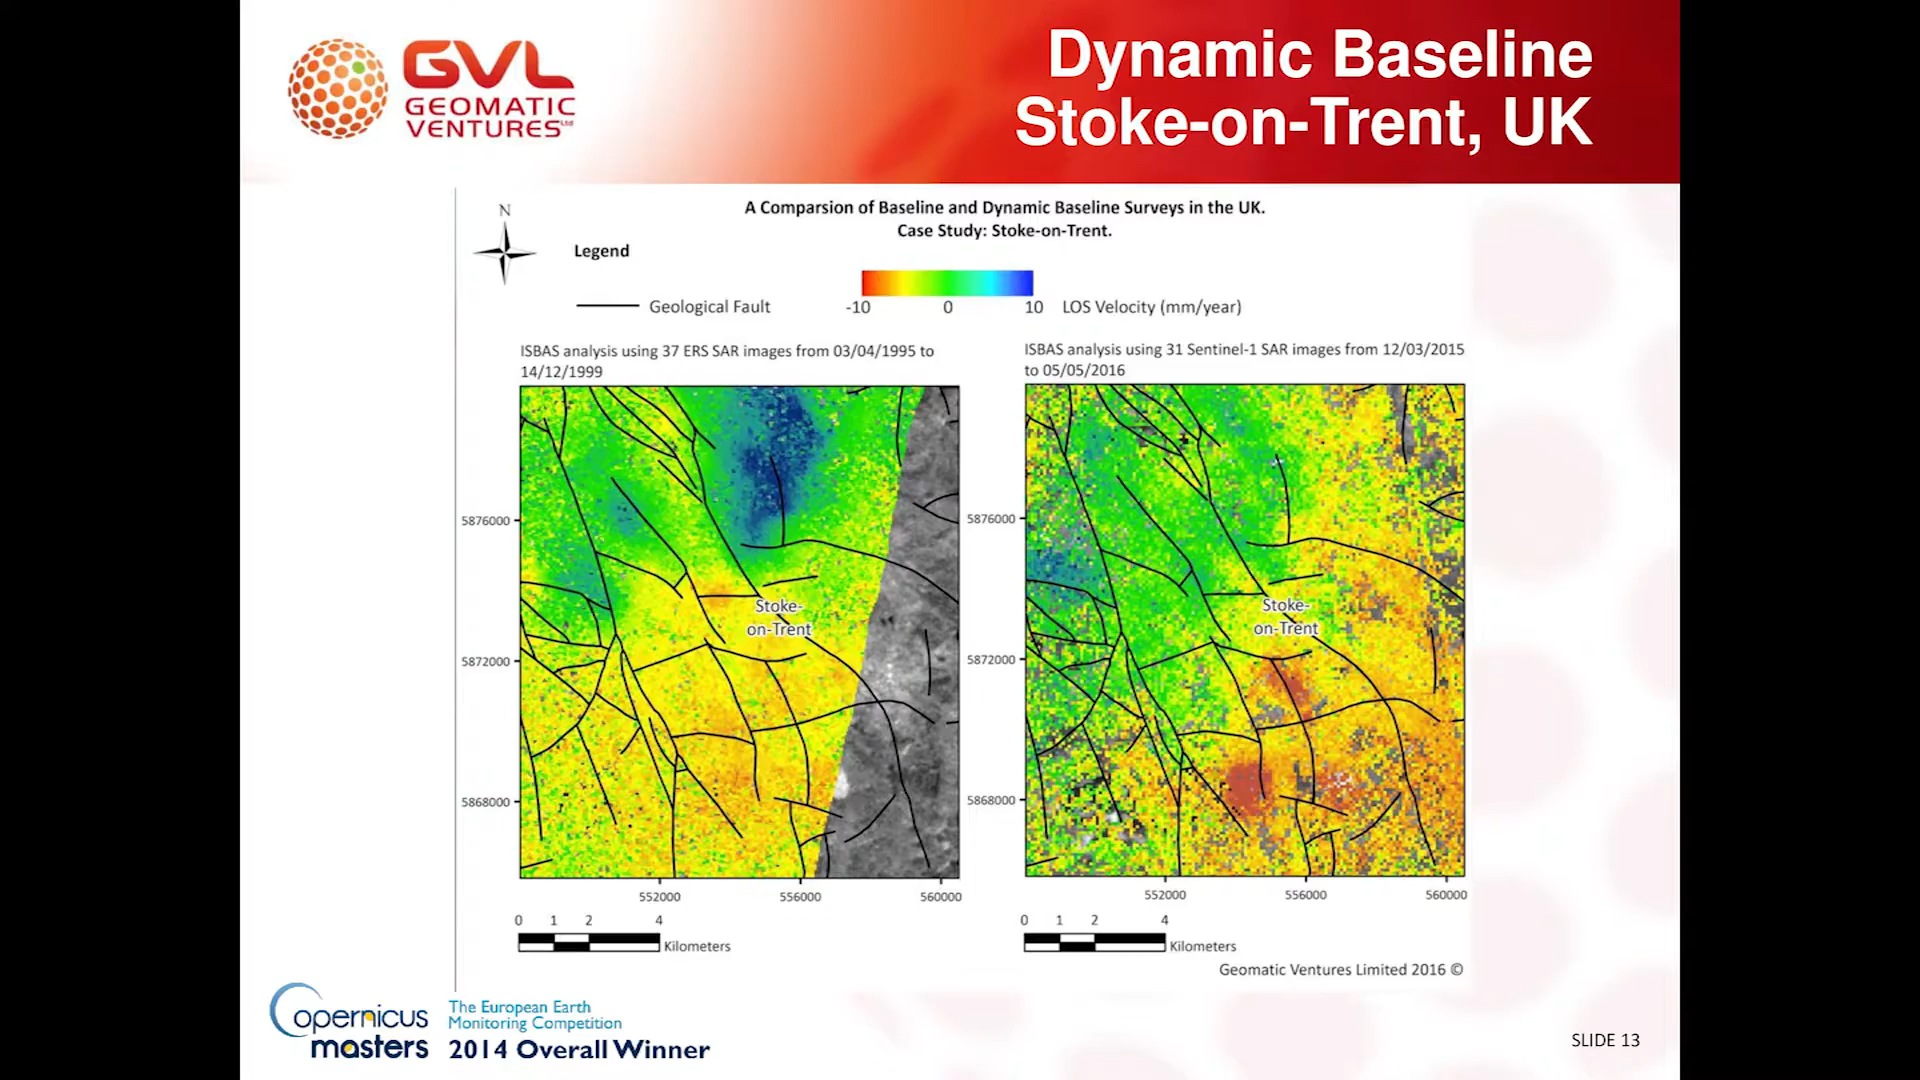 GVL
GEOMATIC
VENTURES Ltd
Dynamic Baseline
Stoke-on-Trent, UK
A Comparsion of Baseline and Dynamic Baseline Surveys in the UK.
Case Study: Stoke-on-Trent.
N
Legend
Geological Fault
-10 0 10 LOS Velocity (mm/year)
ISBAS analysis using 37 ERS SAR images from 03/04/1995 to
14/12/1999
5876000
5872000
5868000
Stoke-
on-Trent
552000 556000 560000
0 1 2 4
Kilometers
ISBAS analysis using 31 Sentinel-1 SAR images from 12/03/2015
to 05/05/2016
5876000
5872000
5868000
Stoke-
on-Trent
552000 556000 560000
0 1 2 4
Kilometers
Geomatic Ventures Limited 2016 ©
Copernicus
masters
The European Earth
Monitoring Competition
2014 Overall Winner
SLIDE 13